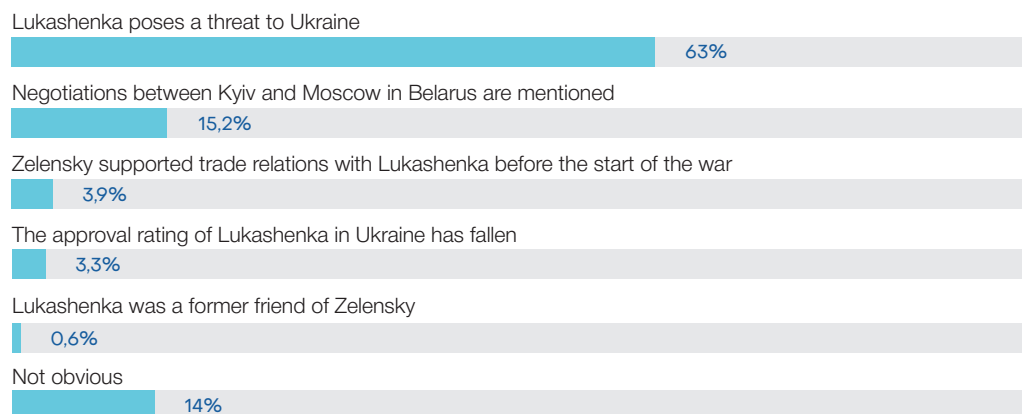 Lukashenka poses a threat to Ukraine
63%
Negotiations between Kyiv and Moscow in Belarus are mentioned
15,2%
Zelensky supported trade relations with Lukashenka before the start of the war
3,9%
The approval rating of Lukashenka in Ukraine has fallen
3,3%
Lukashenka was a former friend of Zelensky
0,6%
Not obvious
14%